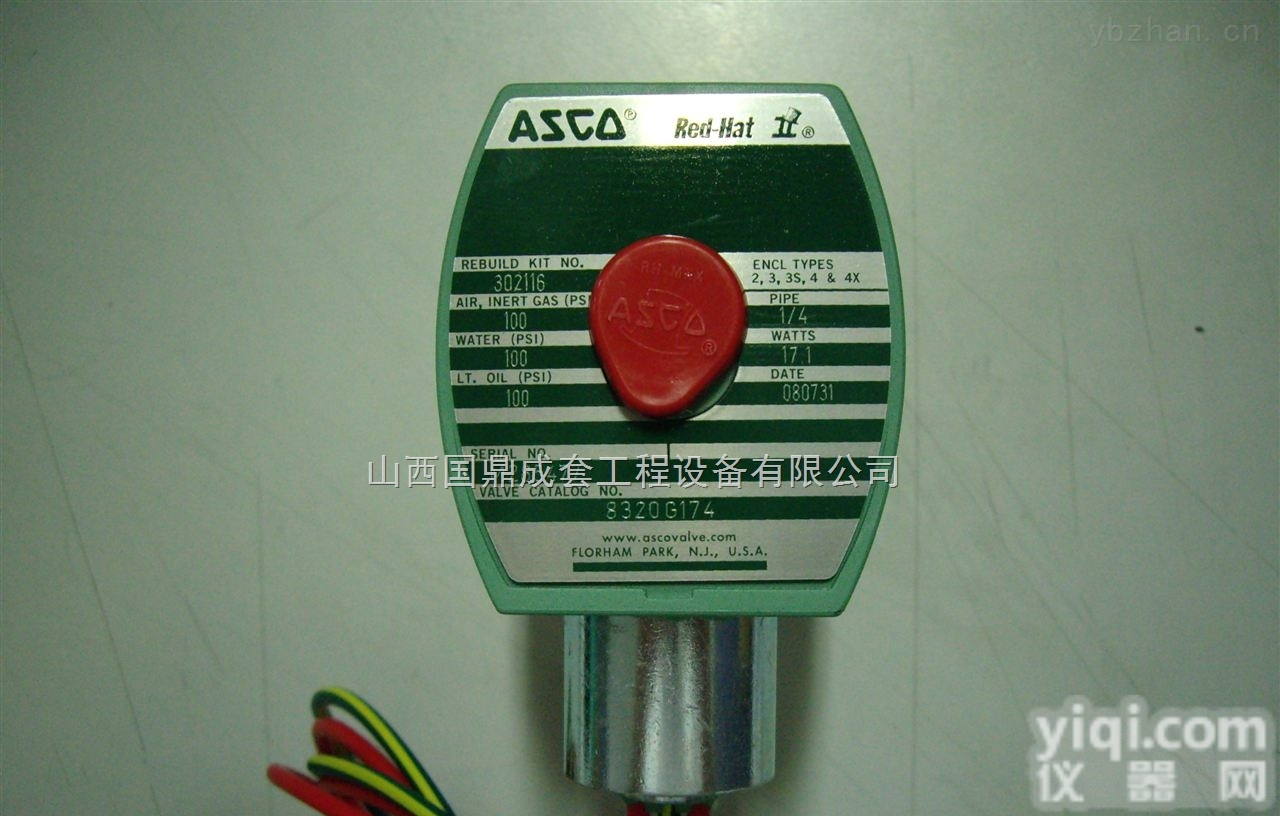 ybzhan.cn
ASCO® Red-Hat II®
REBUILD KIT NO.
302116
AIR, INERT GAS (PS
100
WATER (PSI)
100
LT. OIL (PSI)
100
ENCL TYPES
2, 3, 3S, 4 & 4X
PIPE
1/4
WATTS
17.1
DATE
080731
ASCO®
SERIAL NO.
山西国鼎成套工程设备有限公司
VALVE CATALOG NO.
8320G174
www.ascovalve.com
FLORHAM PARK, N.J., U.S.A.
yiqi.com
仪器网